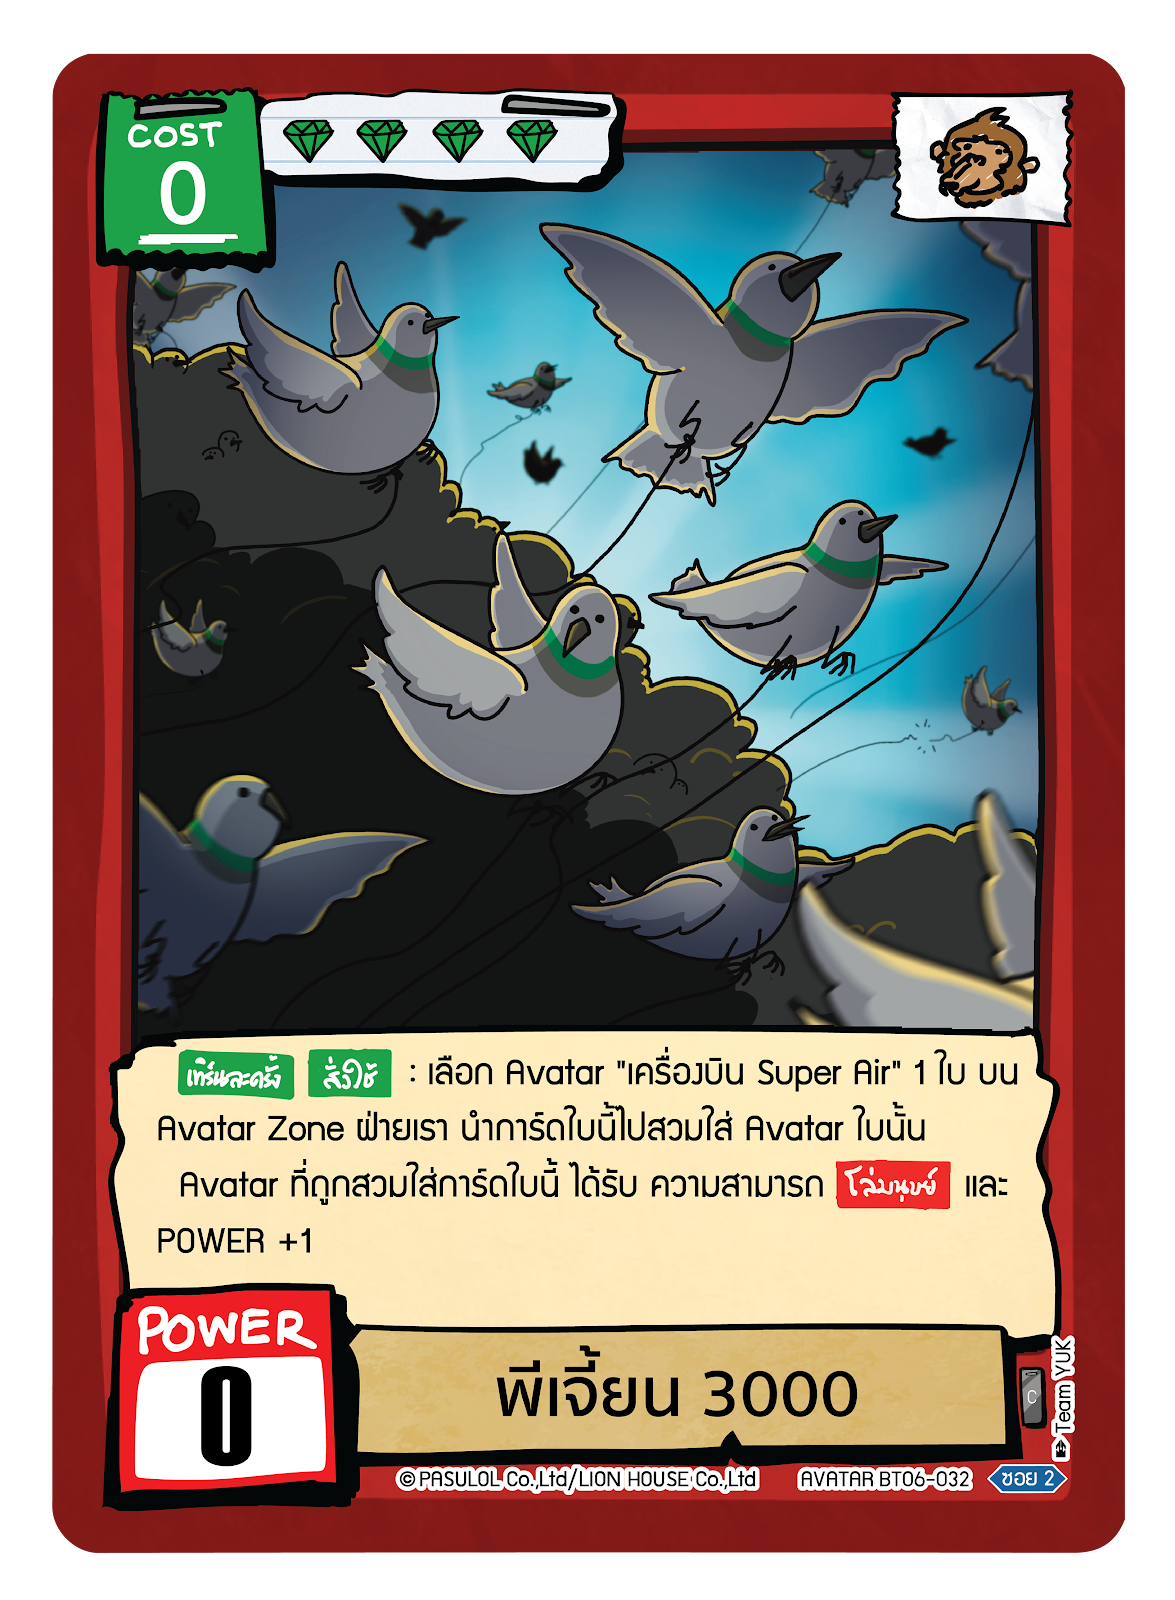 COST
0
เทิร์นละครั้ง สั่งใช้ : เลือก Avatar "เครื่องบิน Super Air" 1 ใบ บน
Avatar Zone ฝ่ายเรา นำการ์ดใบนี้ไปสวมใส่ Avatar ใบนั้น
Avatar ที่ถูกสวมใส่การ์ดใบนี้ ได้รับ ความสามารถ โล่มนุษย์ และ
POWER +1
POWER
0
พีเจี้ยน 3000
C
Team YUK
© PASULOL Co.,Ltd/LION HOUSE Co.,Ltd AVATAR BT06-032 ซอย 2